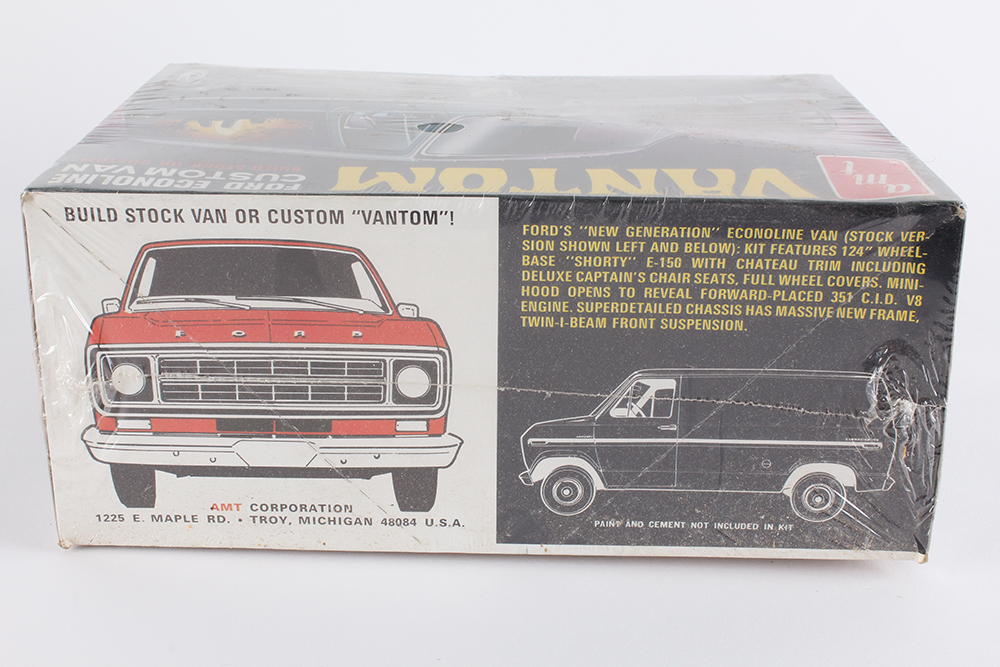 amt
VANTOM
FORD ECONOLINE
CUSTOM VAN
BUILD STOCK VAN OR CUSTOM "VANTOM"!
FORD
AMT CORPORATION
1225 E. MAPLE RD. • TROY, MICHIGAN 48084 U.S.A.
FORD'S "NEW GENERATION" ECONOLINE VAN (STOCK VER-
SION SHOWN LEFT AND BELOW); KIT FEATURES 124" WHEEL-
BASE "SHORTY" E-150 WITH CHATEAU TRIM INCLUDING
DELUXE CAPTAIN'S CHAIR SEATS, FULL WHEEL COVERS. MINI-
HOOD OPENS TO REVEAL FORWARD-PLACED 351 C.I.D. V8
ENGINE. SUPERDETAILED CHASSIS HAS MASSIVE NEW FRAME,
TWIN-I-BEAM FRONT SUSPENSION.
PAINT AND CEMENT NOT INCLUDED IN KIT